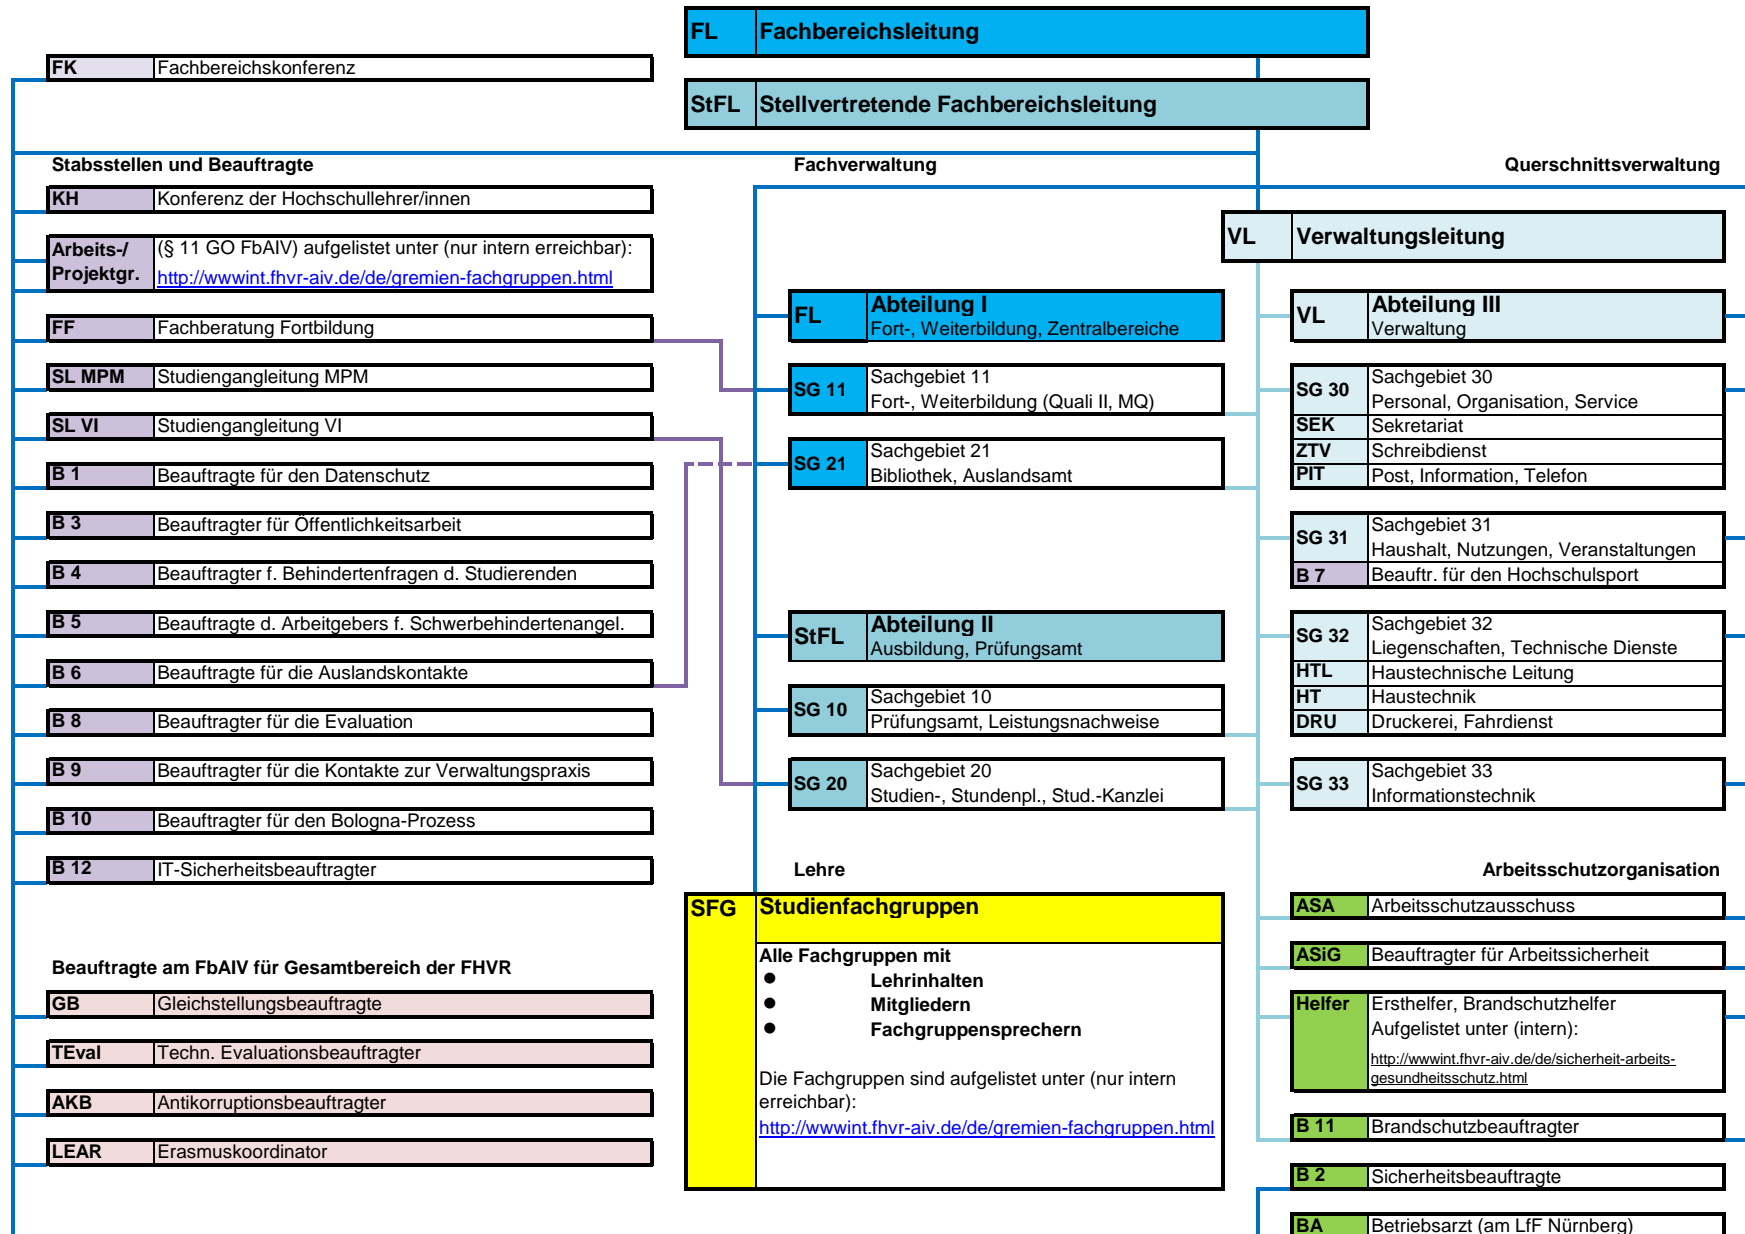 FL Fachbereichsleitung
FK Fachbereichskonferenz
StFL Stellvertretende Fachbereichsleitung
Stabsstellen und Beauftragte
KH Konferenz der Hochschullehrer/innen
Arbeits-/ (§ 11 GO FbAIV) aufgelistet unter (nur intern erreichbar):
Projektgr. http://wwwint.fhvr-aiv.de/de/gremien-fachgruppen.html
FF Fachberatung Fortbildung
SL MPM Studiengangleitung MPM
SL VI Studiengangleitung VI
B 1 Beauftragte für den Datenschutz
B 3 Beauftragter für Öffentlichkeitsarbeit
B 4 Beauftragter f. Behindertenfragen d. Studierenden
B 5 Beauftragte d. Arbeitgebers f. Schwerbehindertenangel.
B 6 Beauftragte für die Auslandskontakte
B 8 Beauftragter für die Evaluation
B 9 Beauftragter für die Kontakte zur Verwaltungspraxis
B 10 Beauftragter für den Bologna-Prozess
B 12 IT-Sicherheitsbeauftragter
Beauftragte am FbAIV für Gesamtbereich der FHVR
GB Gleichstellungsbeauftragte
TEval Techn. Evaluationsbeauftragter
AKB Antikorruptionsbeauftragter
LEAR Erasmuskoordinator
Fachverwaltung
FL Abteilung I
Fort-, Weiterbildung, Zentralbereiche
SG 11 Sachgebiet 11
Fort-, Weiterbildung (Quali II, MQ)
SG 21 Sachgebiet 21
Bibliothek, Auslandsamt
StFL Abteilung II
Ausbildung, Prüfungsamt
SG 10 Sachgebiet 10
Prüfungsamt, Leistungsnachweise
SG 20 Sachgebiet 20
Studien-, Stundenpl., Stud.-Kanzlei
Lehre
SFG Studienfachgruppen
Alle Fachgruppen mit
● Lehrinhalten
● Mitgliedern
● Fachgruppensprechern
Die Fachgruppen sind aufgelistet unter (nur intern
erreichbar):
http://wwwint.fhvr-aiv.de/de/gremien-fachgruppen.html
Querschnittsverwaltung
VL Verwaltungsleitung
VL Abteilung III
Verwaltung
SG 30 Sachgebiet 30
Personal, Organisation, Service
SEK Sekretariat
ZTV Schreibdienst
PIT Post, Information, Telefon
SG 31 Sachgebiet 31
Haushalt, Nutzungen, Veranstaltungen
B 7 Beauftr. für den Hochschulsport
SG 32 Sachgebiet 32
Liegenschaften, Technische Dienste
HTL Haustechnische Leitung
HT Haustechnik
DRU Druckerei, Fahrdienst
SG 33 Sachgebiet 33
Informationstechnik
Arbeitsschutzorganisation
ASA Arbeitsschutzausschuss
ASiG Beauftragter für Arbeitssicherheit
Helfer Ersthelfer, Brandschutzhelfer
Aufgelistet unter (intern):
http://wwwint.fhvr-aiv.de/de/sicherheit-arbeits-
gesundheitsschutz.html
B 11 Brandschutzbeauftragter
B 2 Sicherheitsbeauftragte
BA Betriebsarzt (am LfF Nürnberg)